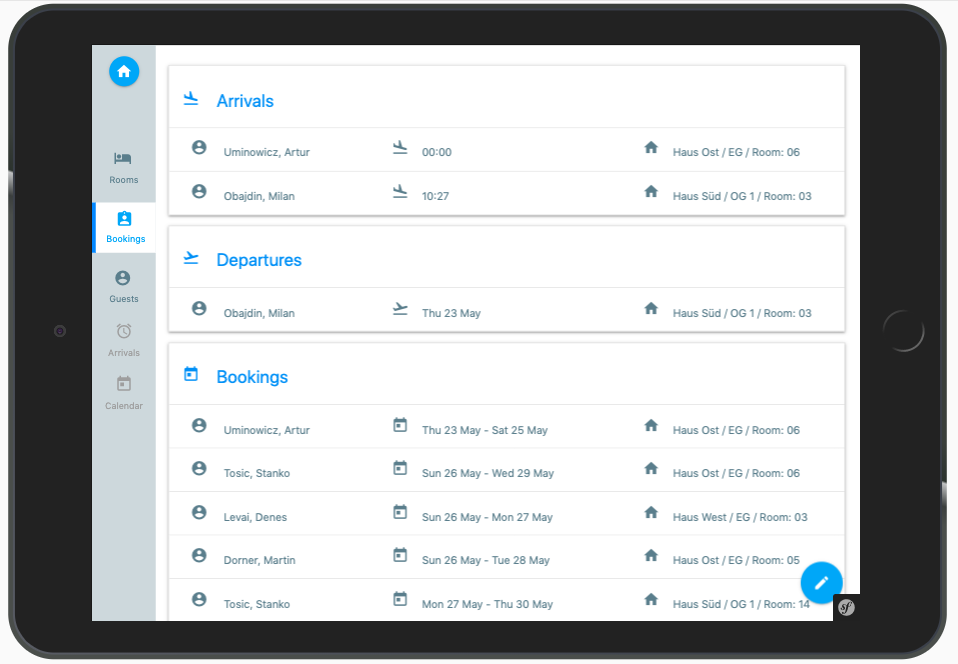 Arrivals
Uminowicz, Artur 00:00 Haus Ost / EG / Room: 06
Obajdin, Milan 10:27 Haus Süd / OG 1 / Room: 03
Departures
Obajdin, Milan Thu 23 May Haus Süd / OG 1 / Room: 03
Bookings
Uminowicz, Artur Thu 23 May - Sat 25 May Haus Ost / EG / Room: 06
Tosic, Stanko Sun 26 May - Wed 29 May Haus Ost / EG / Room: 06
Levai, Denes Sun 26 May - Mon 27 May Haus West / EG / Room: 03
Dorner, Martin Sun 26 May - Tue 28 May Haus Ost / EG / Room: 05
Tosic, Stanko Mon 27 May - Thu 30 May Haus Süd / OG 1 / Room: 14
Rooms
Bookings
Guests
Arrivals
Calendar
sf